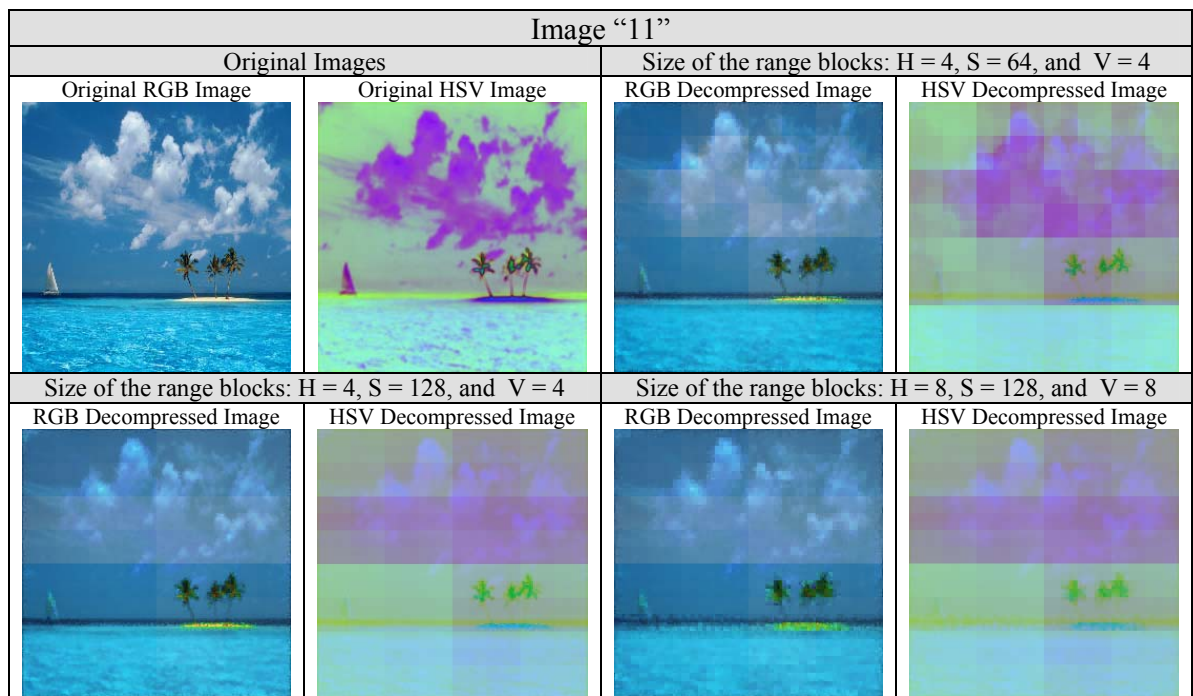 Image “11”
Original Images
Size of the range blocks: H = 4, S = 64, and V = 4
Original RGB Image
Original HSV Image
RGB Decompressed Image
HSV Decompressed Image
Size of the range blocks: H = 4, S = 128, and V = 4
Size of the range blocks: H = 8, S = 128, and V = 8
RGB Decompressed Image
HSV Decompressed Image
RGB Decompressed Image
HSV Decompressed Image